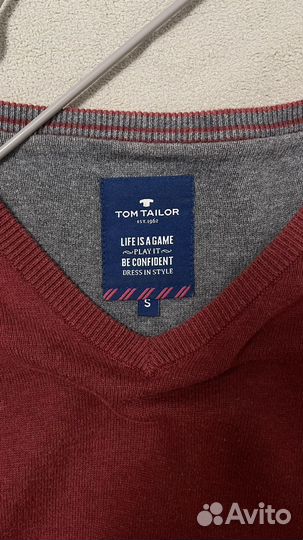 TOM TAILOR
EST. 1962
LIFE IS A GAME
PLAY IT
BE CONFIDENT
DRESS IN STYLE
S
Avito